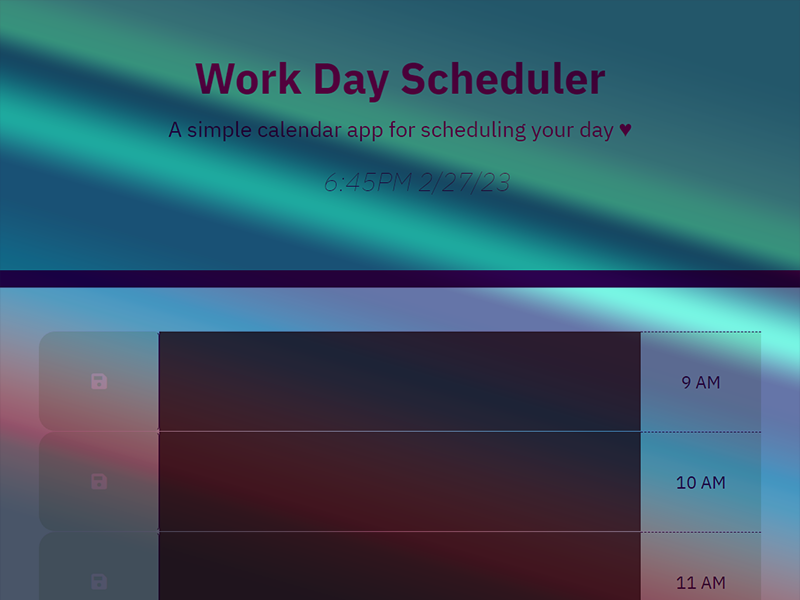 Work Day Scheduler
A simple calendar app for scheduling your day ♥
6:45PM 2/27/23
9 AM
10 AM
11 AM